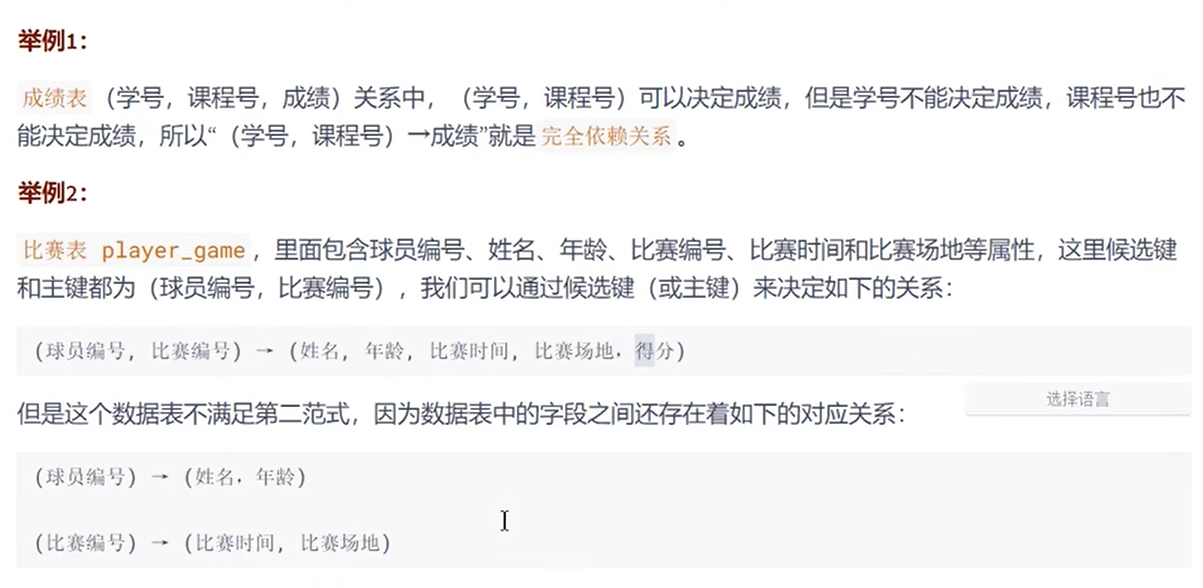 举例1：
成绩表 （学号，课程号，成绩）关系中，（学号，课程号）可以决定成绩，但是学号不能决定成绩，课程号也不
能决定成绩，所以“（学号，课程号）→成绩”就是 完全依赖关系 。
举例2：
比赛表 player_game ，里面包含球员编号、姓名、年龄、比赛编号、比赛时间和比赛场地等属性，这里候选键
和主键都为（球员编号，比赛编号），我们可以通过候选键（或主键）来决定如下的关系：
(球员编号, 比赛编号) → (姓名, 年龄, 比赛时间, 比赛场地，得分)
选择语言
但是这个数据表不满足第二范式，因为数据表中的字段之间还存在着如下的对应关系：
(球员编号) → (姓名，年龄)
(比赛编号) → (比赛时间, 比赛场地)